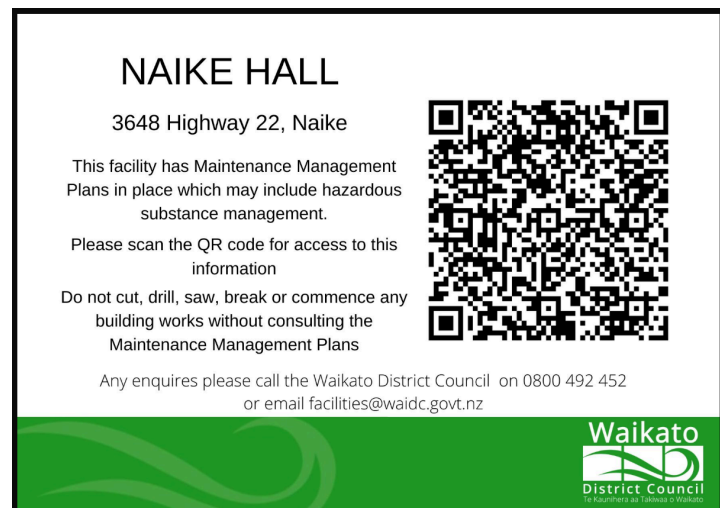 NAIKE HALL
3648 Highway 22, Naike
This facility has Maintenance Management
Plans in place which may include hazardous
substance management.
Please scan the QR code for access to this
information
Do not cut, drill, saw, break or commence any
building works without consulting the
Maintenance Management Plans
Any enquires please call the Waikato District Council on 0800 492 452
or email facilities@waidc.govt.nz
Waikato
District Council
Te Kaunihera aa Takiwaa o Waikato